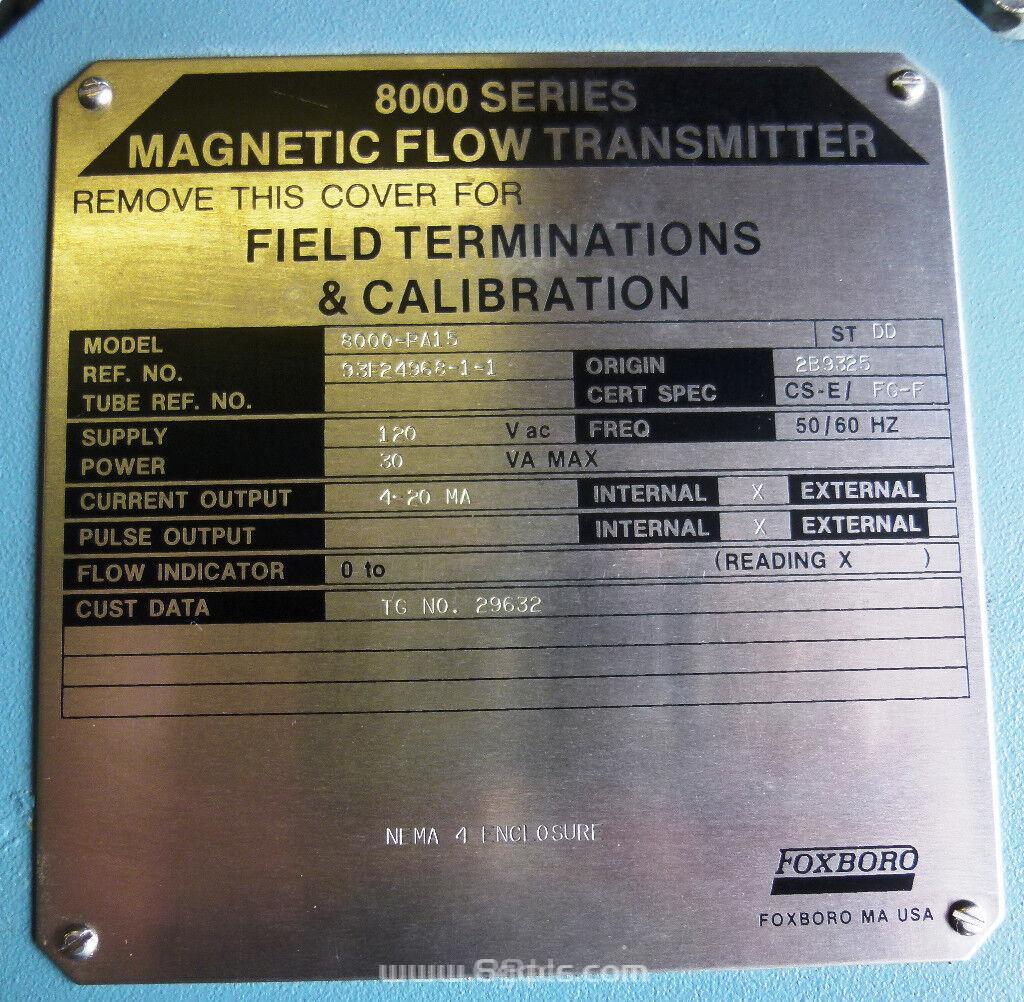 8000 SERIES
MAGNETIC FLOW TRANSMITTER
REMOVE THIS COVER FOR
FIELD TERMINATIONS
& CALIBRATION
MODEL 8000-PA15 ST DD
REF. NO. 93F24968-1-1 ORIGIN 2B9325
TUBE REF. NO. CERT SPEC CS-E/ FG-F
SUPPLY 120 Vac FREQ 50/60 HZ
POWER 30 VA MAX
CURRENT OUTPUT 4-20 MA INTERNAL X EXTERNAL
PULSE OUTPUT INTERNAL X EXTERNAL
FLOW INDICATOR 0 to (READING X )
CUST DATA TG NO. 29632
NEMA 4 ENCLOSURE
FOXBORO
FOXBORO MA USA